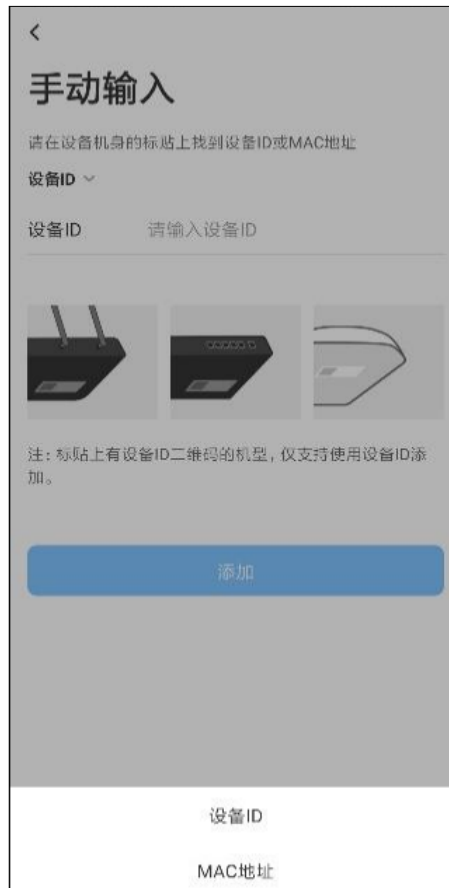 手动输入
请在设备机身的标贴上找到设备ID或MAC地址
设备ID
设备ID 请输入设备ID
注：标贴上有设备ID二维码的机型，仅支持使用设备ID添
加。
添加
设备ID
MAC地址